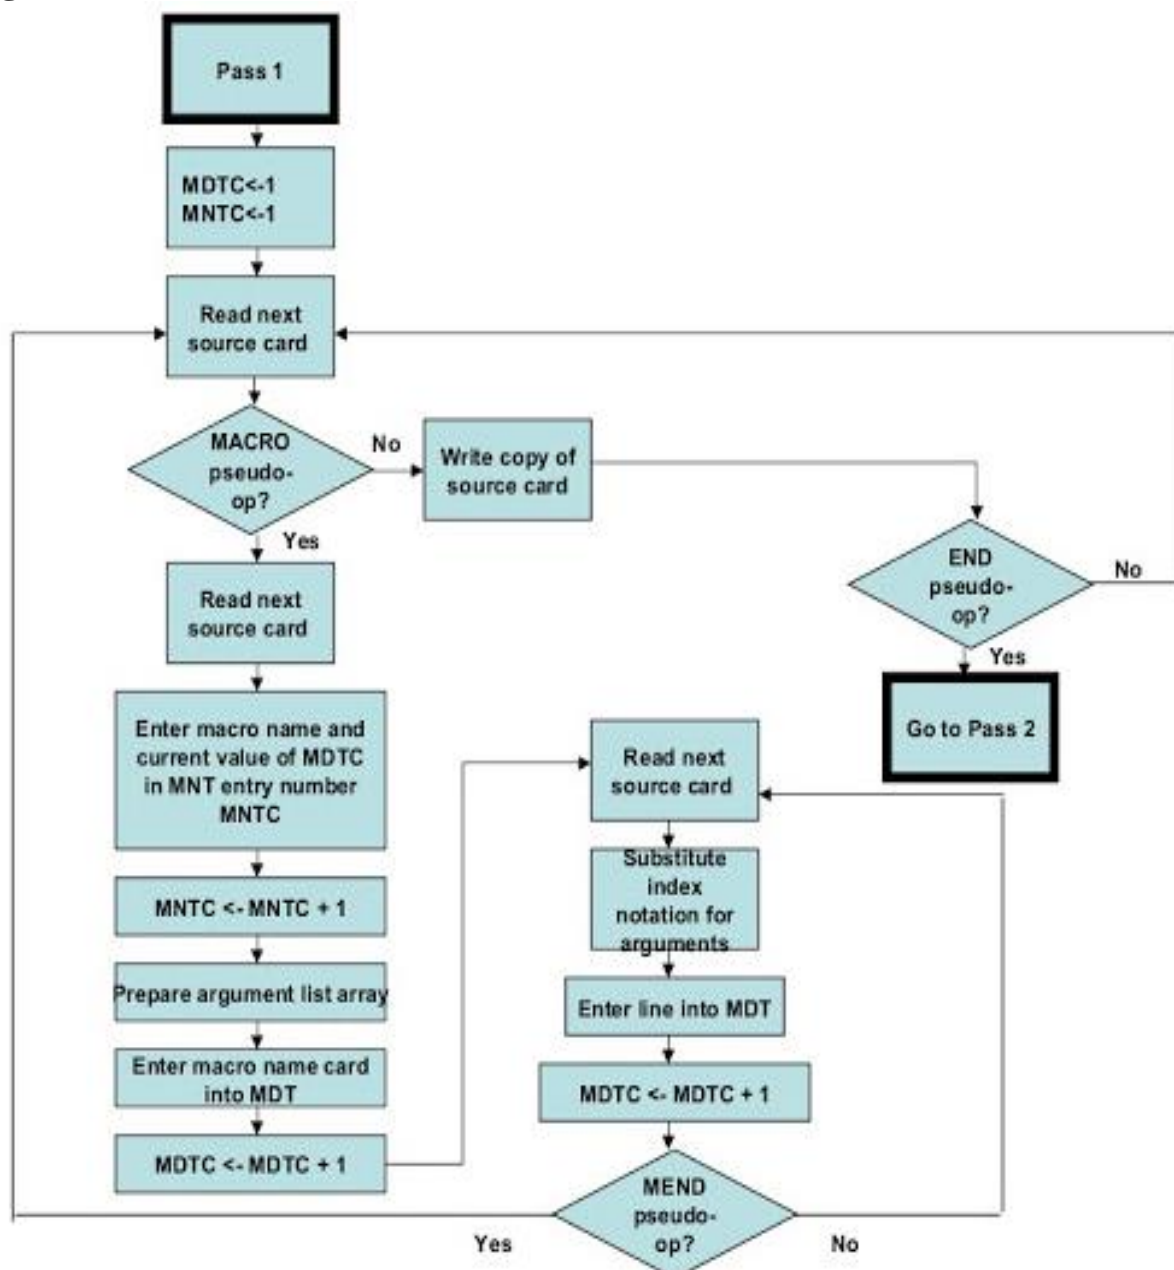 Pass 1
MDTC<-1
MNTC<-1
Read next
source card
MACRO
pseudo-
op?
No
Write copy of
source card
Yes
END
pseudo-
op?
No
Yes
Go to Pass 2
Read next
source card
Enter macro name and
current value of MDTC
in MNT entry number
MNTC
MNTC <- MNTC + 1
Prepare argument list array
Enter macro name card
into MDT
MDTC <- MDTC + 1
Read next
source card
Substitute
index
notation for
arguments
Enter line into MDT
MDTC <- MDTC + 1
MEND
pseudo-
op?
Yes
No